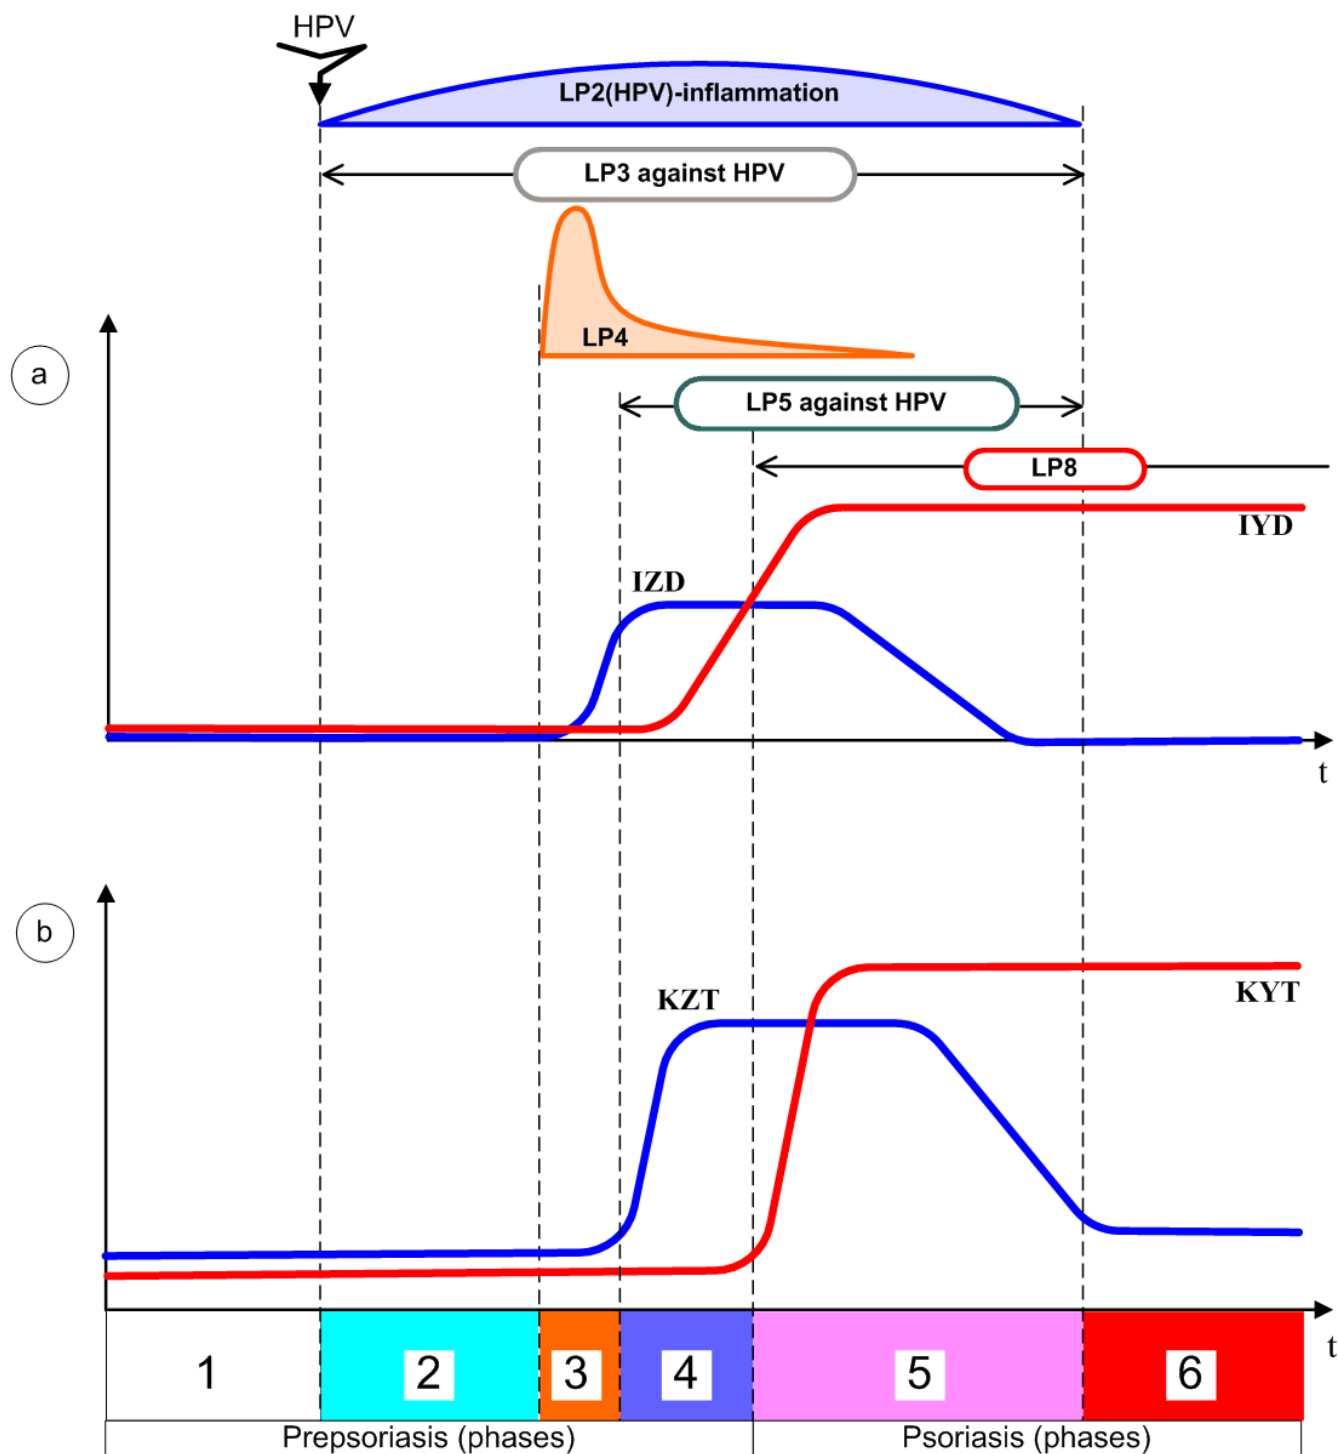 HPV
LP2(HPV)-inflammation
LP3 against HPV
LP4
a
LP5 against HPV
LP8
IYD
IZD
t
b
KZT
KYT
t
1 2 3 4 5 6
Prepsoriasis (phases) Psoriasis (phases)